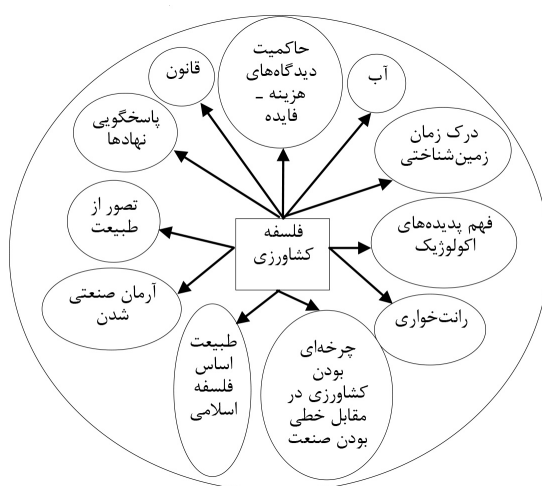 حاکمیت
دیدگاه‌های
هزینه ـ
فایده
آب
قانون
درک زمان
زمین‌شناختی
پاسخگویی
نهادها
فهم پدیده‌های
اکولوژیک
تصور از
طبیعت
فلسفه
کشاورزی
رانت‌خواری
آرمان صنعتی
شدن
چرخه‌ای
بودن
کشاورزی در
مقابل خطی
بودن صنعت
طبیعت
اساس
فلسفه
اسلامی